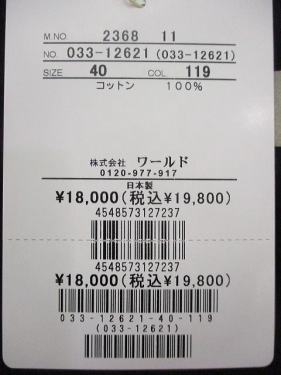 M.NO 2368 11
NO. 033-12621 (033-12621)
SIZE 40 COL 119
コットン 100%
株式会社 ワールド
0120-977-917
日本製
¥18,000(税込¥19,800)
4548573127237
4548573127237
¥18,000(税込¥19,800)
033-12621-40-119
(033-12621)